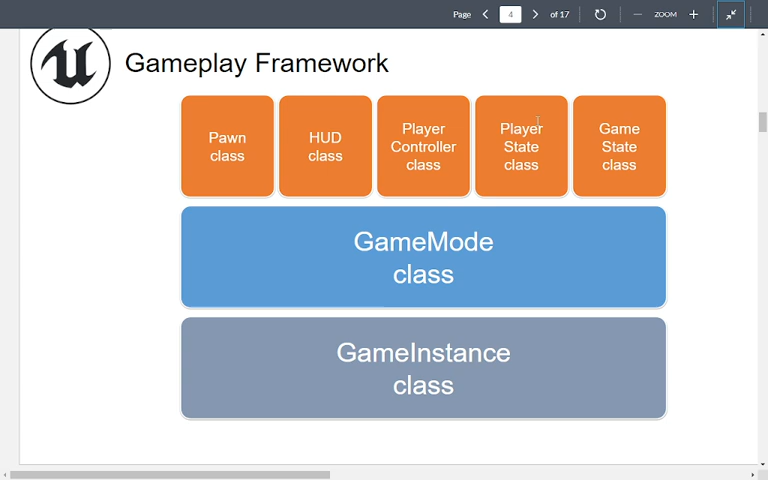 Page 4 of 17 ZOOM
Gameplay Framework
Pawn
class
HUD
class
Player
Controller
class
Player
State
class
Game
State
class
GameMode
class
GameInstance
class